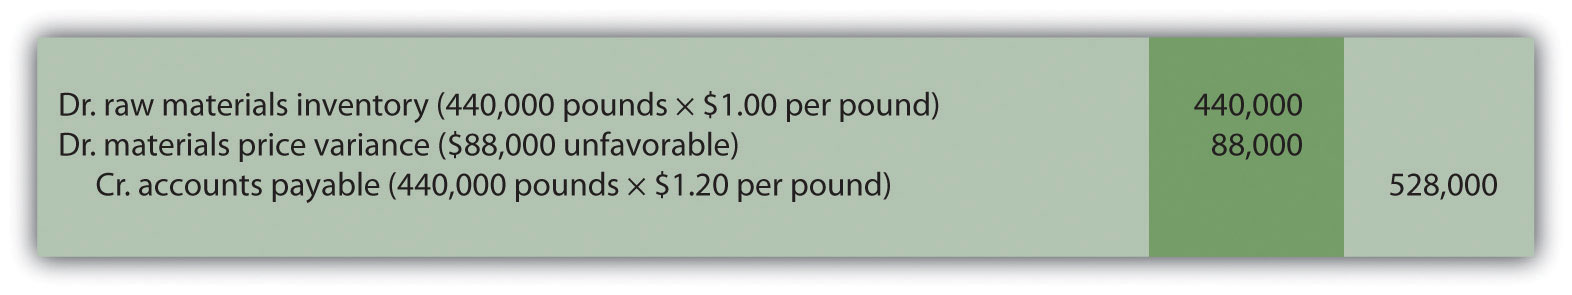 Dr. raw materials inventory (440,000 pounds × $1.00 per pound) 440,000
Dr. materials price variance ($88,000 unfavorable) 88,000
Cr. accounts payable (440,000 pounds × $1.20 per pound) 528,000